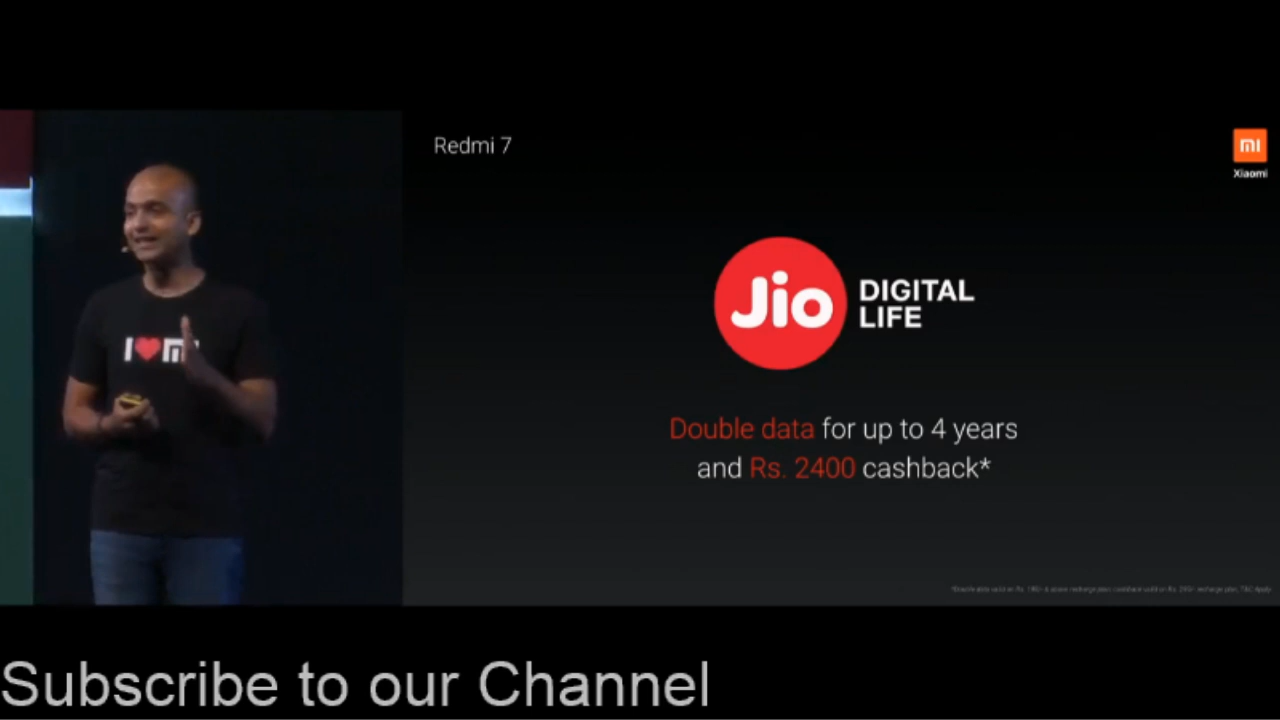 Redmi 7
mi
Xiaomi
I ❤ m
Jio DIGITAL
LIFE
Double data for up to 4 years
and Rs. 2400 cashback*
Subscribe to our Channel